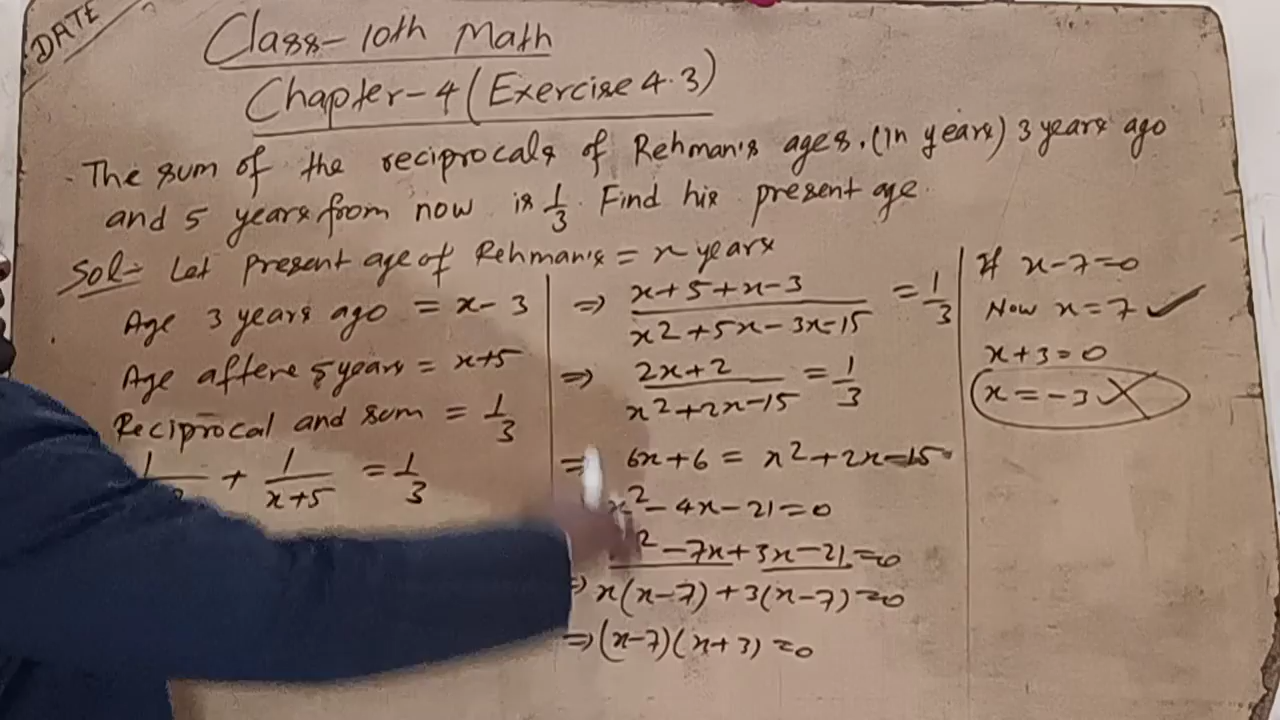 DATE
Class-10th Math
Chapter-4 (Exercise 4.3)
The sum of the reciprocals of Rehman's ages. (in years) 3 years ago
and 5 years from now is 1/3. Find his present age.
Sol:- Let present age of Rehman's = x years
Age 3 years ago = x-3
Age aftere 5 years = x+5
Reciprocal and sum = 1/3
+ 1/(x+5) = 1/3
=> (x+5+x-3)/(x2+5x-3x-15) = 1/3
=> (2x+2)/(x2+2x-15) = 1/3
= 6x+6 = x2+2x-15
x2-4x-21=0
2-7x+3x-21=0
=> x(x-7)+3(x-7)=0
=> (x-7)(x+3)=0
If x-7=0
Now x=7 ✓
x+3=0
x=-3 ✗